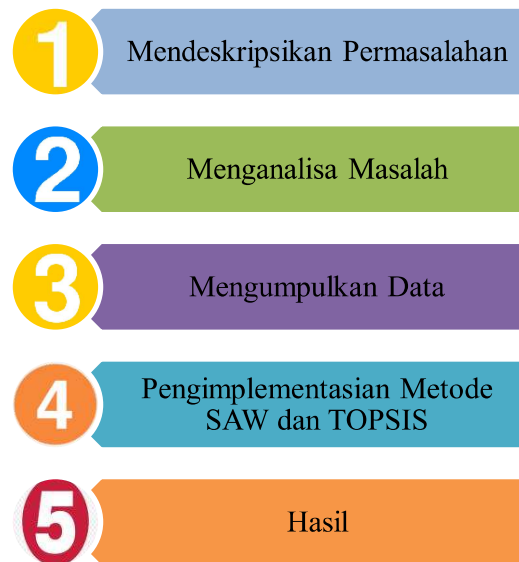 1
Mendeskripsikan Permasalahan
2
Menganalisa Masalah
3
Mengumpulkan Data
4
Pengimplementasian Metode
SAW dan TOPSIS
5
Hasil